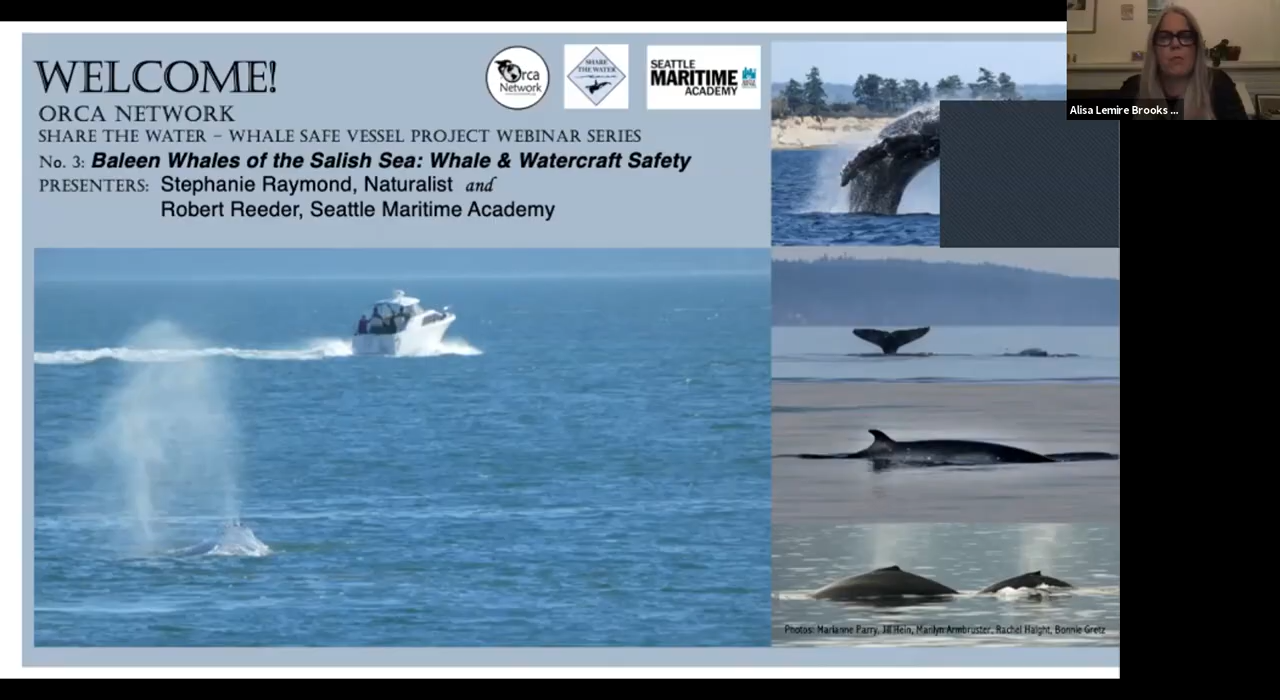 WELCOME!
ORCA NETWORK
SHARE THE WATER – WHALE SAFE VESSEL PROJECT WEBINAR SERIES
No. 3: Baleen Whales of the Salish Sea: Whale & Watercraft Safety
PRESENTERS: Stephanie Raymond, Naturalist and
Robert Reeder, Seattle Maritime Academy
Orca
Network
SHARE
THE WATER
SEATTLE
MARITIME
ACADEMY
Alisa Lemire Brooks ...
Photos: Marianne Parry, Jill Hein, Marilyn Armbruster, Rachel Haight, Bonnie Gretz